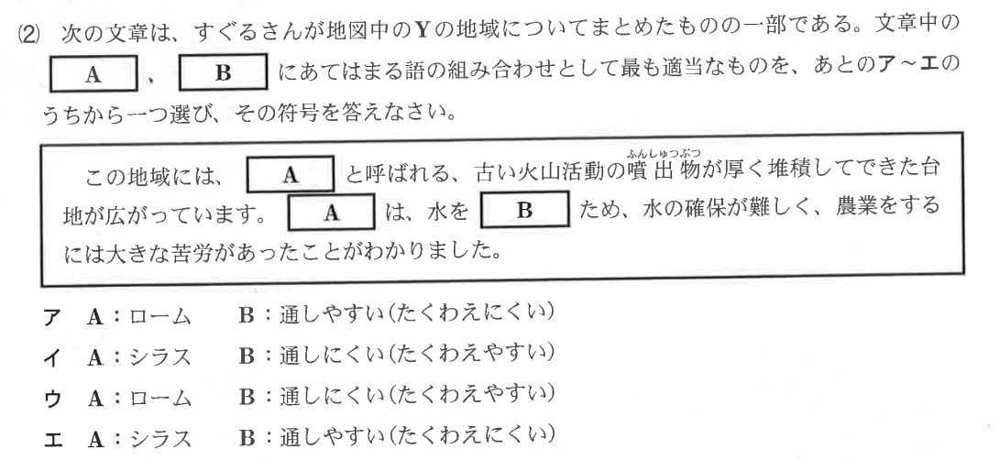 (2) 次の文章は、すぐるさんが地図中のYの地域についてまとめたものの一部である。文章中の
A 、 B にあてはまる語の組み合わせとして最も適当なものを、あとのア～エの
うちから一つ選び、その符号を答えなさい。
ふんしゅつぶつ
この地域には、 A と呼ばれる、古い火山活動の噴出物が厚く堆積してできた台
地が広がっています。 A は、水を B ため、水の確保が難しく、農業をする
には大きな苦労があったことがわかりました。
ア A：ローム B：通しやすい(たくわえにくい)
イ A：シラス B：通しにくい(たくわえやすい)
ウ A：ローム B：通しにくい(たくわえやすい)
エ A：シラス B：通しやすい(たくわえにくい)